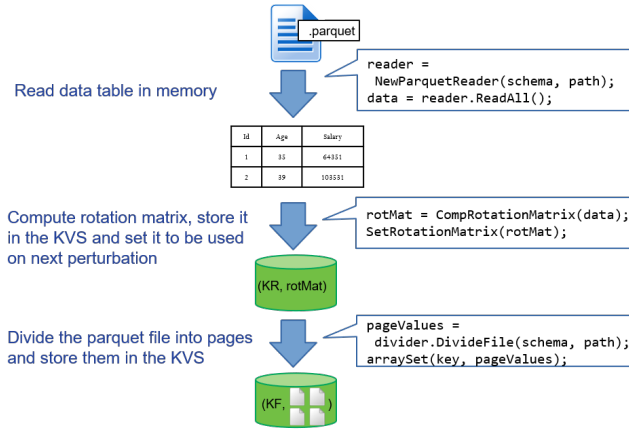 .parquet
reader =
NewParquetReader(schema, path);
data = reader.ReadAll();
Read data table in memory
Id Age Salary
1 35 64351
2 39 103531
Compute rotation matrix, store it
in the KVS and set it to be used
on next perturbation
rotMat = CompRotationMatrix(data);
SetRotationMatrix(rotMat);
(KR, rotMat)
Divide the parquet file into pages
and store them in the KVS
pageValues =
divider.DivideFile(schema, path);
arraySet(key, pageValues);
(KF, )